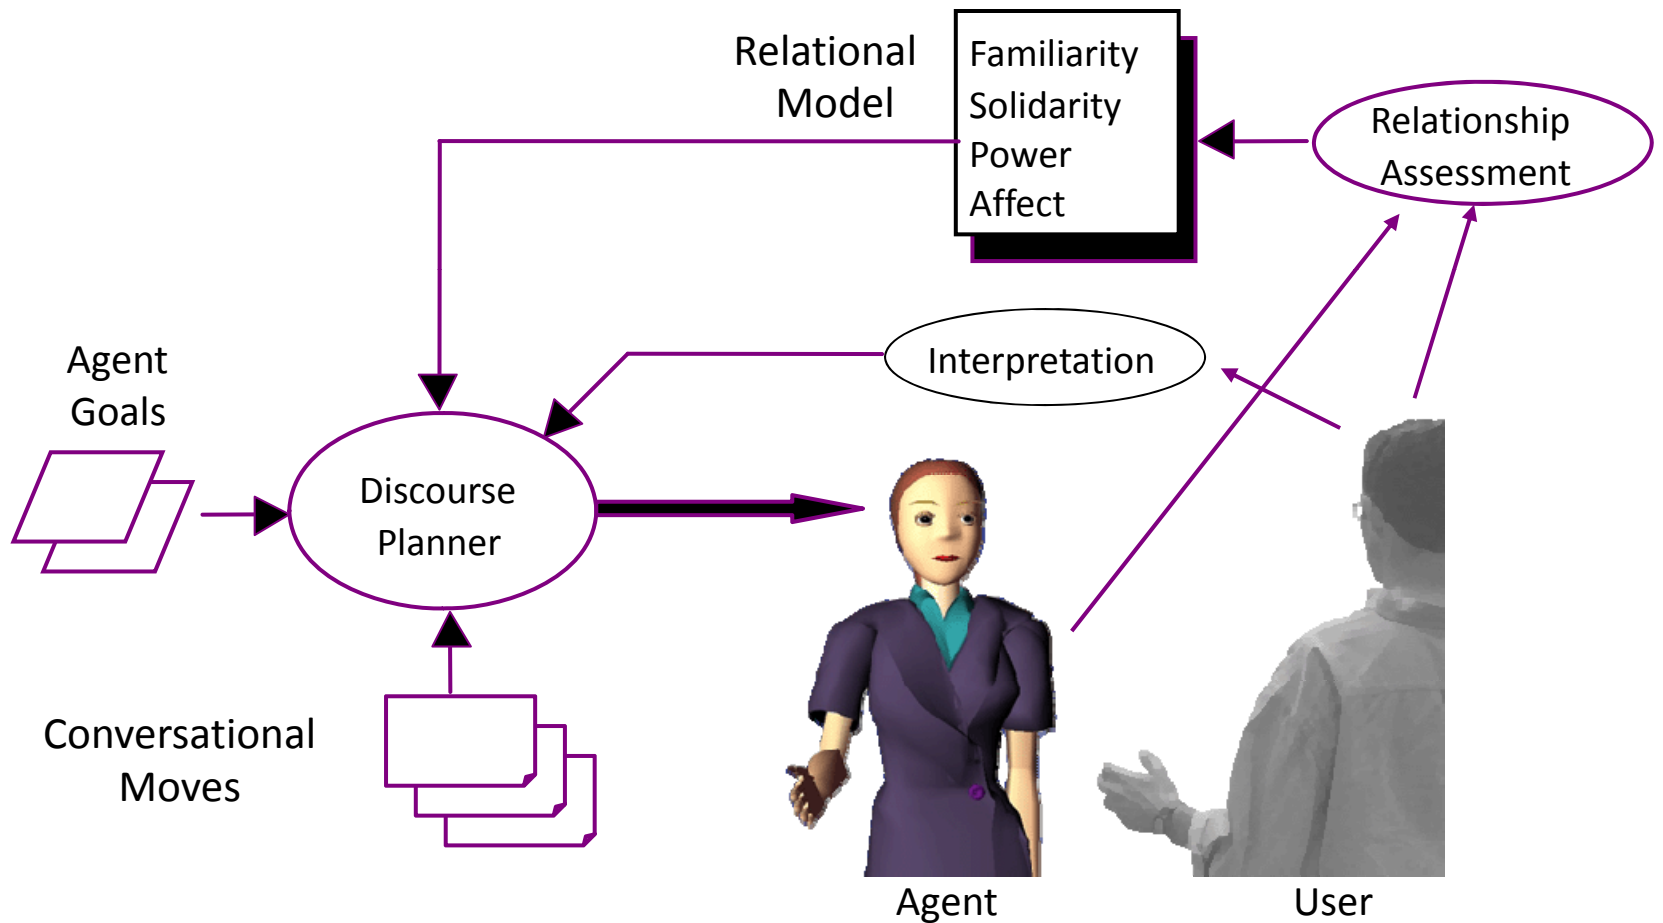 Relational
Model
Familiarity
Solidarity
Power
Affect
Relationship
Assessment
Interpretation
Agent
Goals
Discourse
Planner
Conversational
Moves
Agent
User